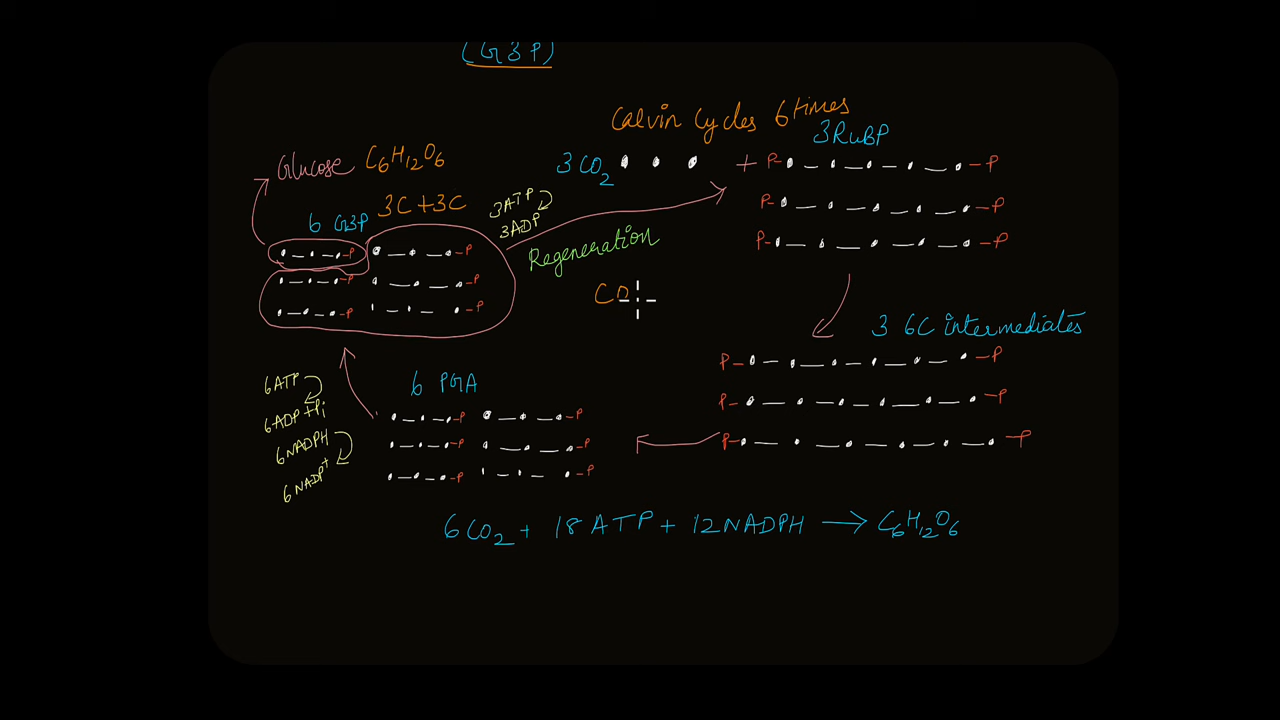 (G3P)
Calvin Cycles 6 times
3RuBP
Glucose C6H12O6
3CO2 + P- -P
3C + 3C
3ATP
6 G3P
P- -P
3ADP
Regeneration
-P -P
P- -P
-P -P
-P -P
CO
3 6C intermediates
P- -P
6ATP
6 PGA
P- -P
6ADP+Pi
-P -P
6NADPH
-P -P
P- -P
6NADP+
-P -P
6CO2 + 18ATP + 12NADPH → C6H12O6